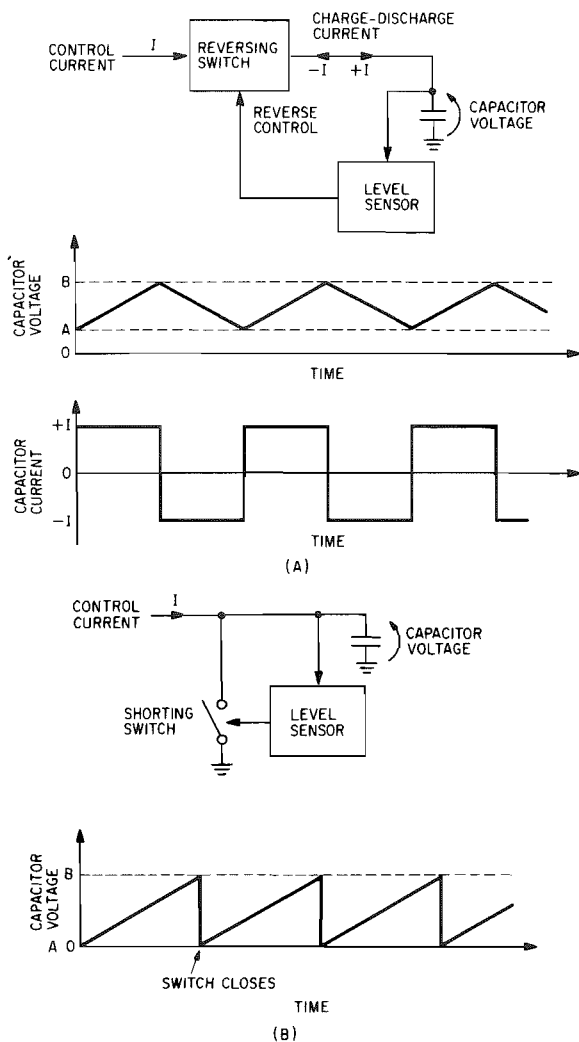 CHARGE-DISCHARGE
CURRENT
CONTROL
CURRENT
I
REVERSING
SWITCH
-I +I
REVERSE
CONTROL
CAPACITOR
VOLTAGE
LEVEL
SENSOR
CAPACITOR
VOLTAGE
B
A
0
TIME
CAPACITOR
CURRENT
+I
0
-I
TIME
(A)
CONTROL
CURRENT
I
CAPACITOR
VOLTAGE
SHORTING
SWITCH
LEVEL
SENSOR
CAPACITOR
VOLTAGE
B
A 0
SWITCH CLOSES
TIME
(B)